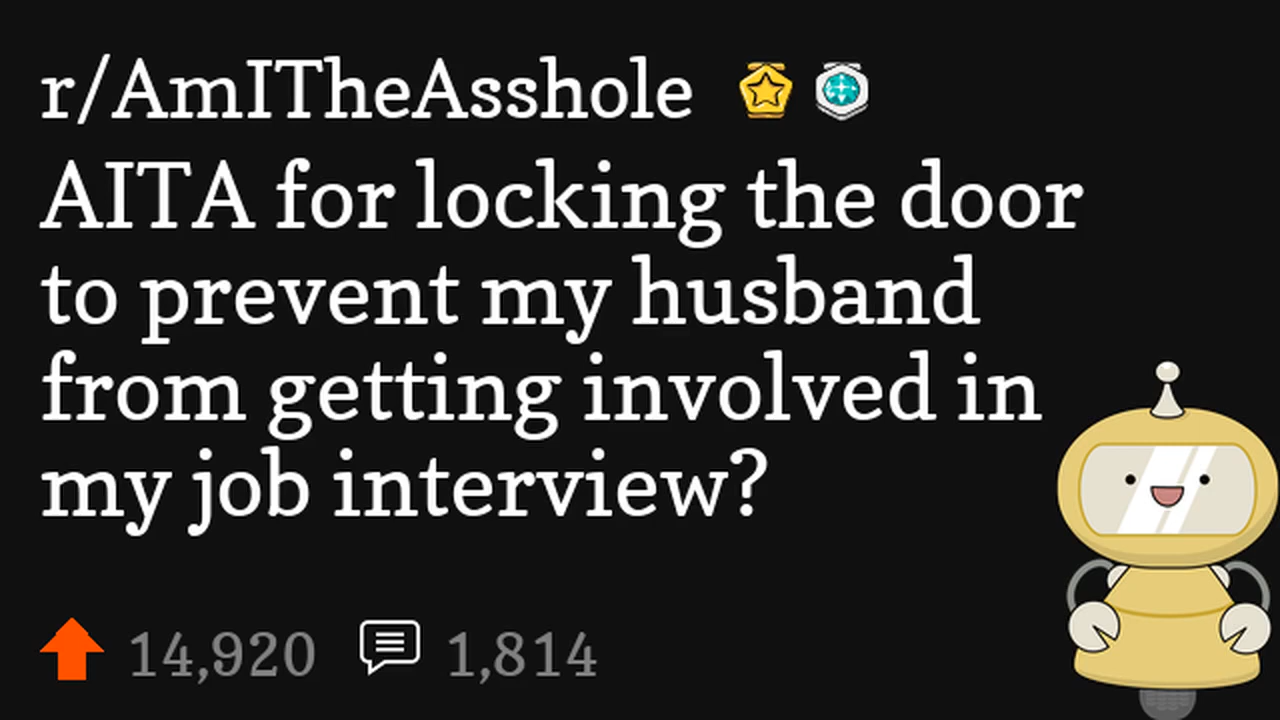 r/AmITheAsshole
AITA for locking the door
to prevent my husband
from getting involved in
my job interview?
14,920 1,814